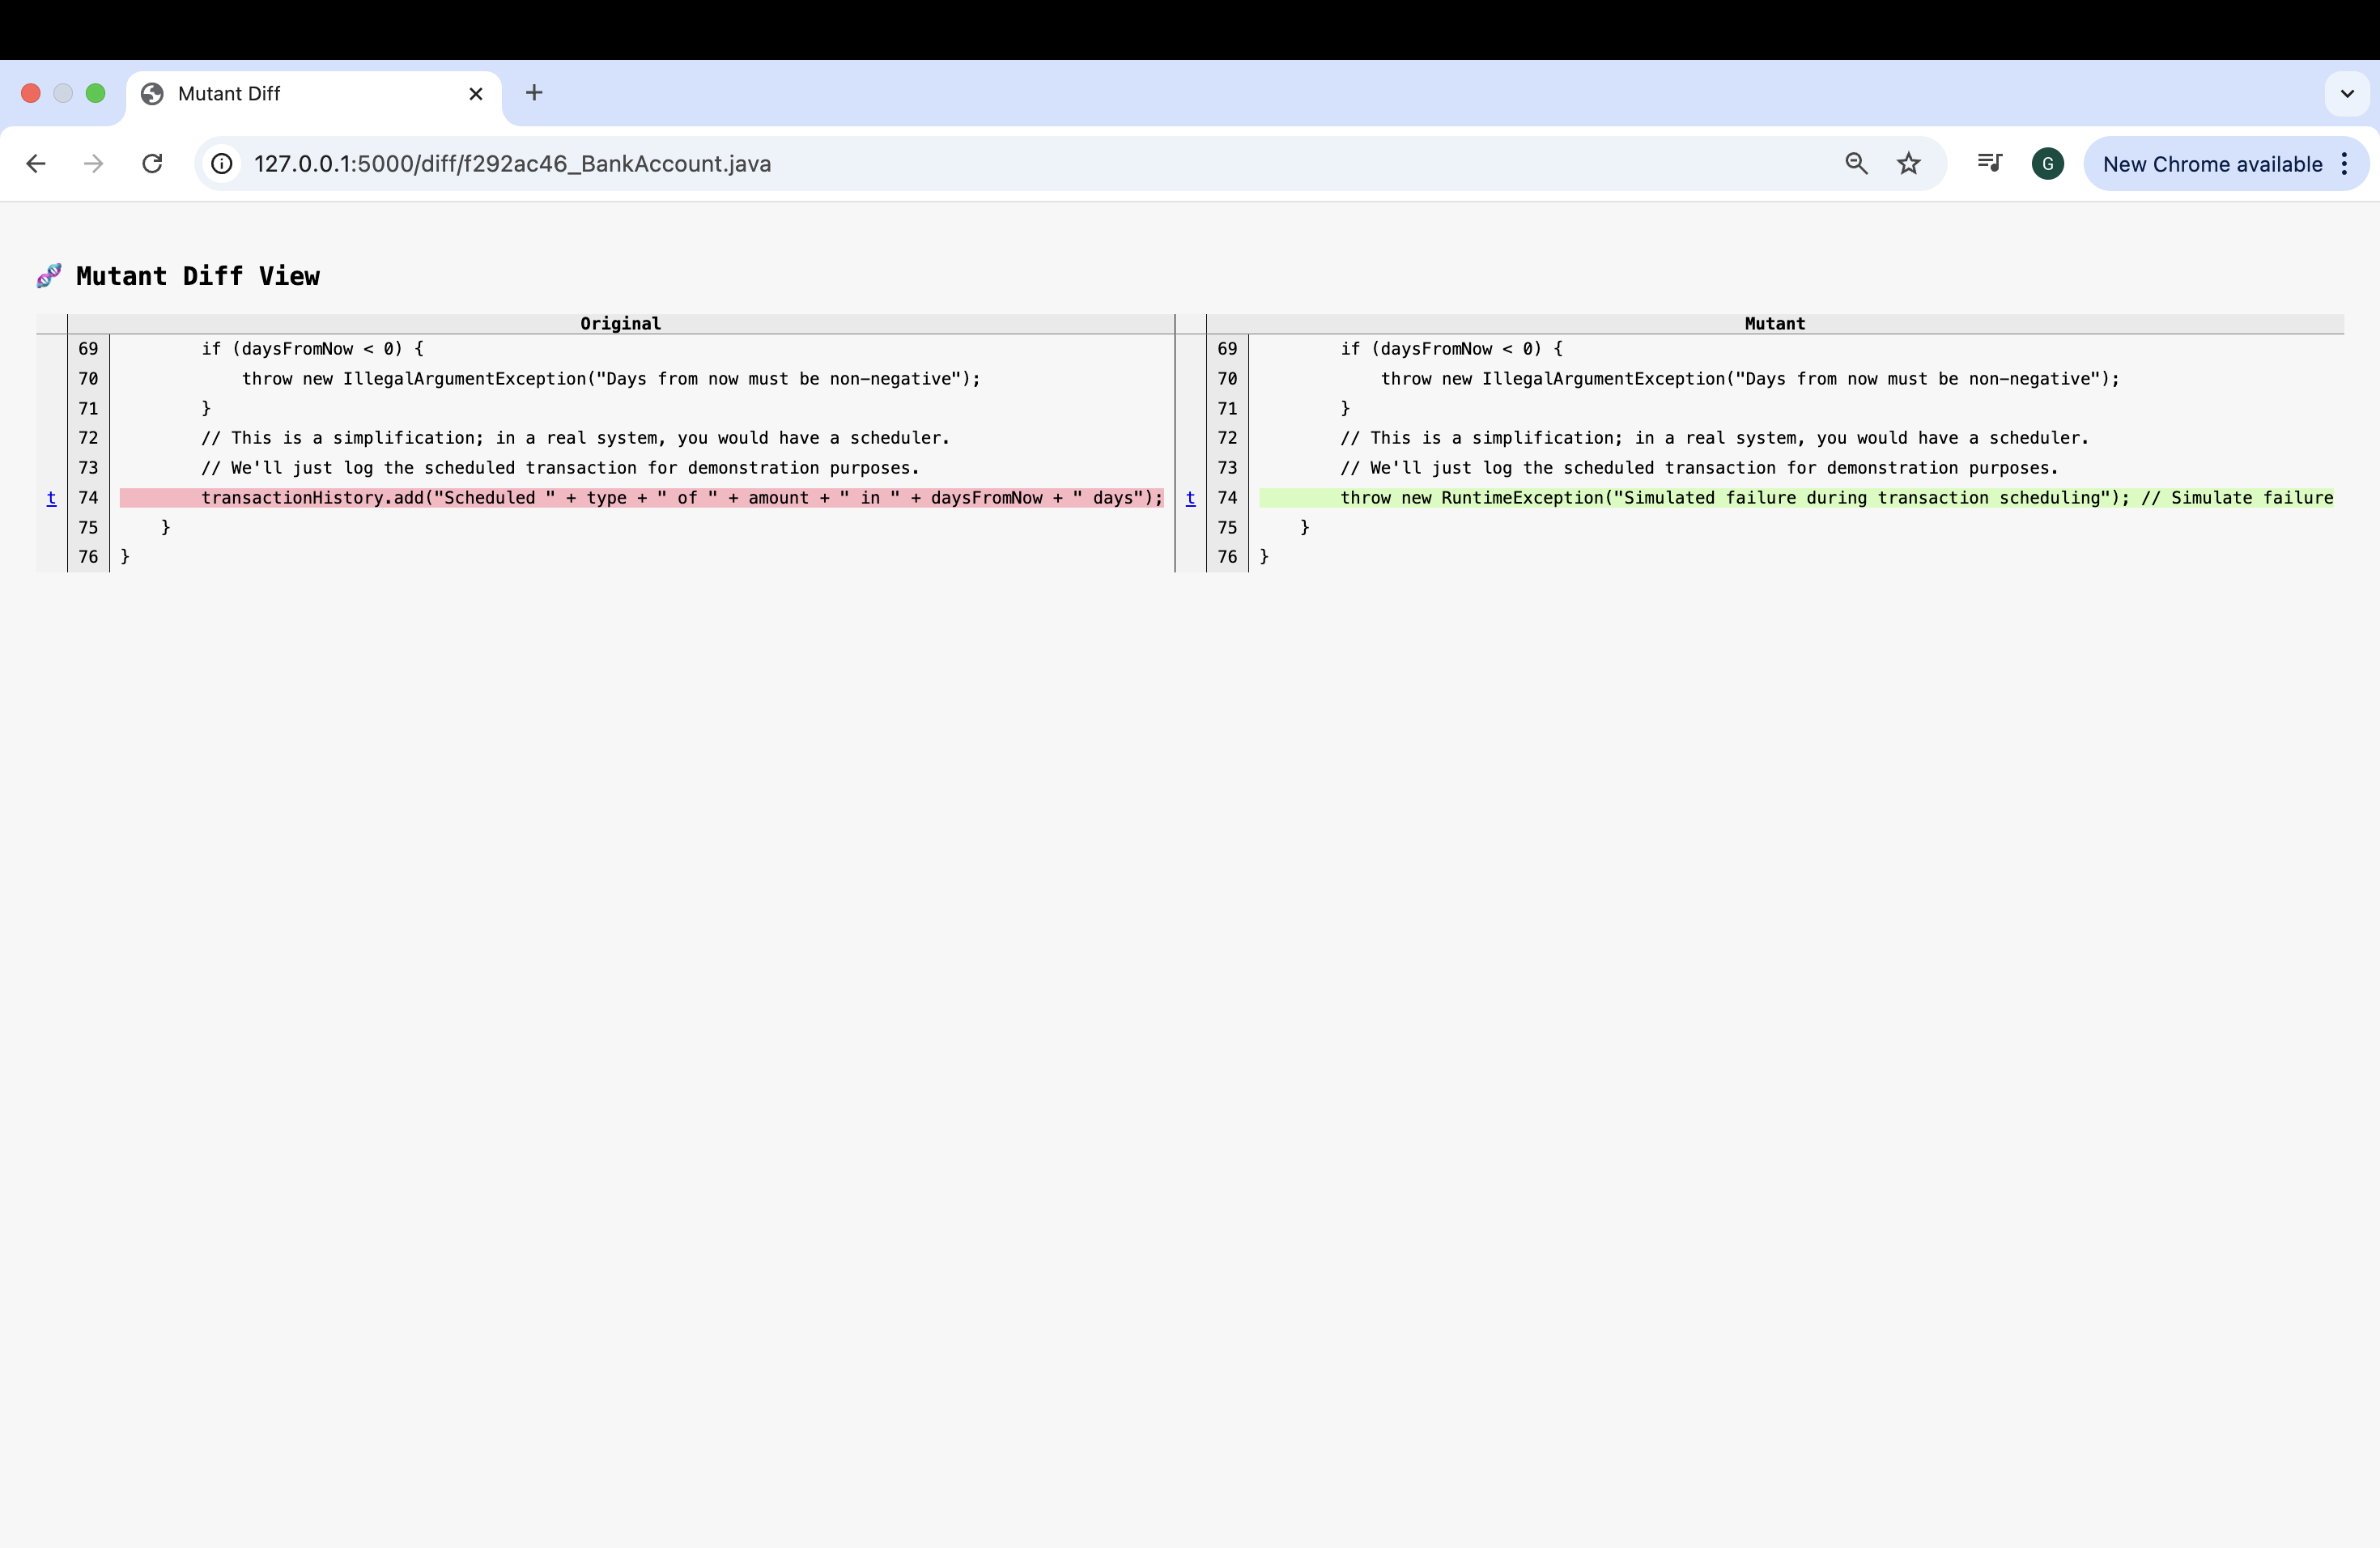 Mutant Diff
127.0.0.1:5000/diff/f292ac46_BankAccount.java
G
New Chrome available
🧬 Mutant Diff View
Original
Mutant
69         if (daysFromNow < 0) {
70             throw new IllegalArgumentException("Days from now must be non-negative");
71         }
72         // This is a simplification; in a real system, you would have a scheduler.
73         // We'll just log the scheduled transaction for demonstration purposes.
t 74         transactionHistory.add("Scheduled " + type + " of " + amount + " in " + daysFromNow + " days");
75     }
76 }
69         if (daysFromNow < 0) {
70             throw new IllegalArgumentException("Days from now must be non-negative");
71         }
72         // This is a simplification; in a real system, you would have a scheduler.
73         // We'll just log the scheduled transaction for demonstration purposes.
t 74         throw new RuntimeException("Simulated failure during transaction scheduling"); // Simulate failure
75     }
76 }